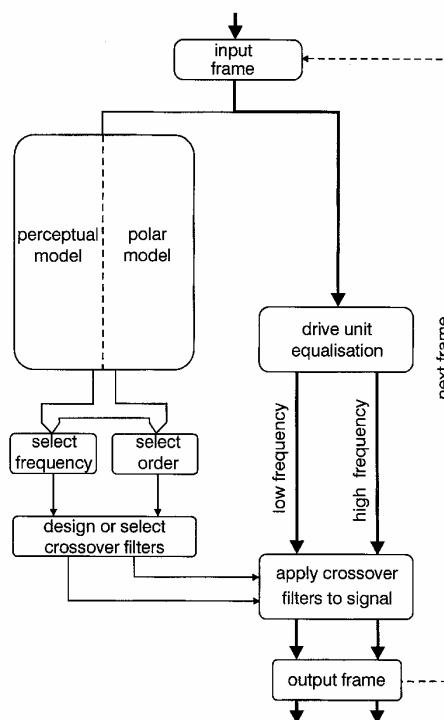 input
frame
perceptual
model
polar
model
drive unit
equalisation
next frame
low frequency
high frequency
select
frequency
select
order
design or select
crossover filters
apply crossover
filters to signal
output frame